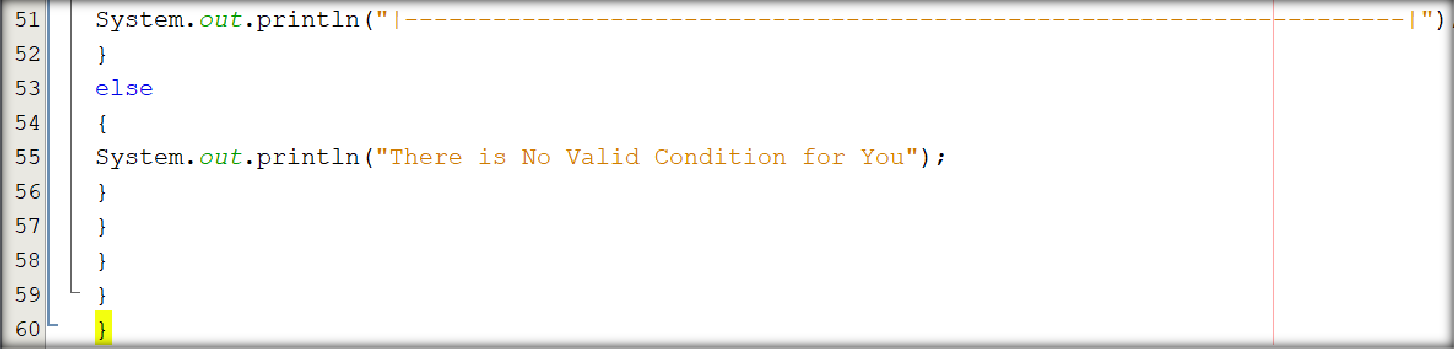 51 System.out.println("|--------------------------------------------------------------------|")
52 }
53 else
54 {
55 System.out.println("There is No Valid Condition for You");
56 }
57 }
58 }
59 }
60 }